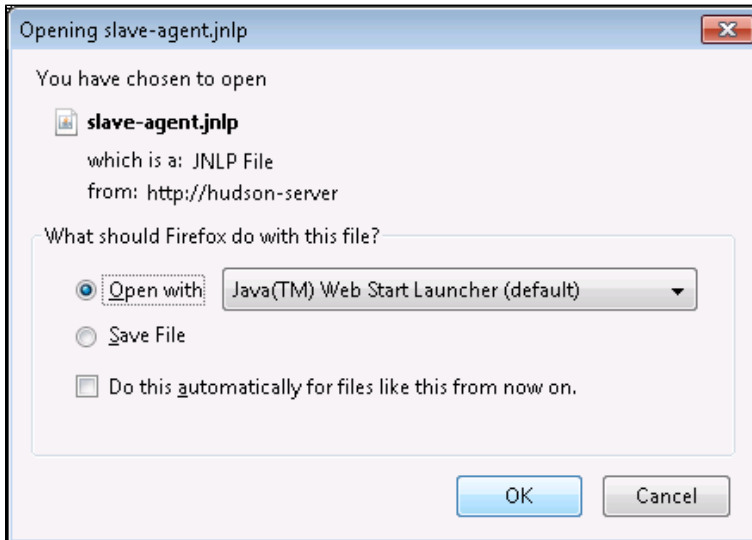 Opening slave-agent.jnlp
You have chosen to open
slave-agent.jnlp
which is a: JNLP File
from: http://hudson-server
What should Firefox do with this file?
Open with Java(TM) Web Start Launcher (default)
Save File
Do this automatically for files like this from now on.
OK Cancel